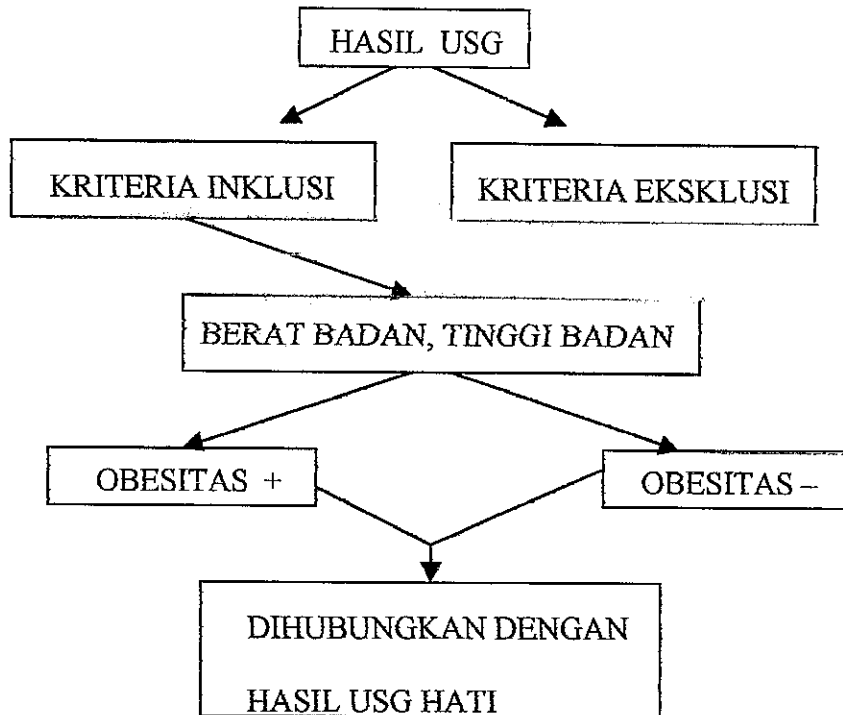 HASIL USG
KRITERIA INKLUSI
KRITERIA EKSKLUSI
BERAT BADAN, TINGGI BADAN
OBESITAS +
OBESITAS –
DIHUBUNGKAN DENGAN
HASIL USG HATI